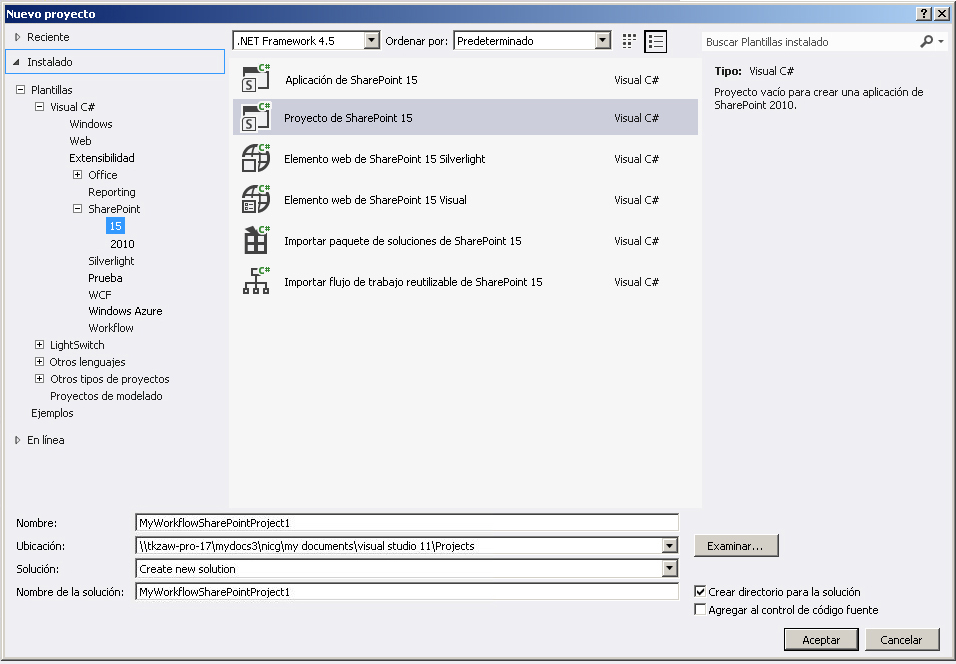 Nuevo proyecto
Reciente
Instalado
Plantillas
Visual C#
Windows
Web
Extensibilidad
Office
Reporting
SharePoint
15
2010
Silverlight
Prueba
WCF
Windows Azure
Workflow
LightSwitch
Otros lenguajes
Otros tipos de proyectos
Proyectos de modelado
Ejemplos
En línea
.NET Framework 4.5 Ordenar por: Predeterminado
C# Aplicación de SharePoint 15 Visual C#
C# Proyecto de SharePoint 15 Visual C#
C# Elemento web de SharePoint 15 Silverlight Visual C#
C# Elemento web de SharePoint 15 Visual Visual C#
C# Importar paquete de soluciones de SharePoint 15 Visual C#
C# Importar flujo de trabajo reutilizable de SharePoint 15 Visual C#
Buscar Plantillas instalado
Tipo: Visual C#
Proyecto vacío para crear una aplicación de
SharePoint 2010.
Nombre: MyWorkflowSharePointProject1
Ubicación: \\tkzaw-pro-17\mydocs3\nicg\my documents\visual studio 11\Projects Examinar...
Solución: Create new solution
Nombre de la solución: MyWorkflowSharePointProject1
Crear directorio para la solución
Agregar al control de código fuente
Aceptar Cancelar